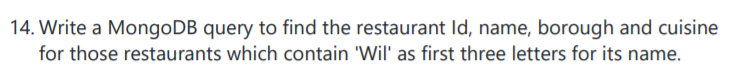 14. Write a MongoDB query to find the restaurant Id, name, borough and cuisine
for those restaurants which contain 'Wil' as first three letters for its name.